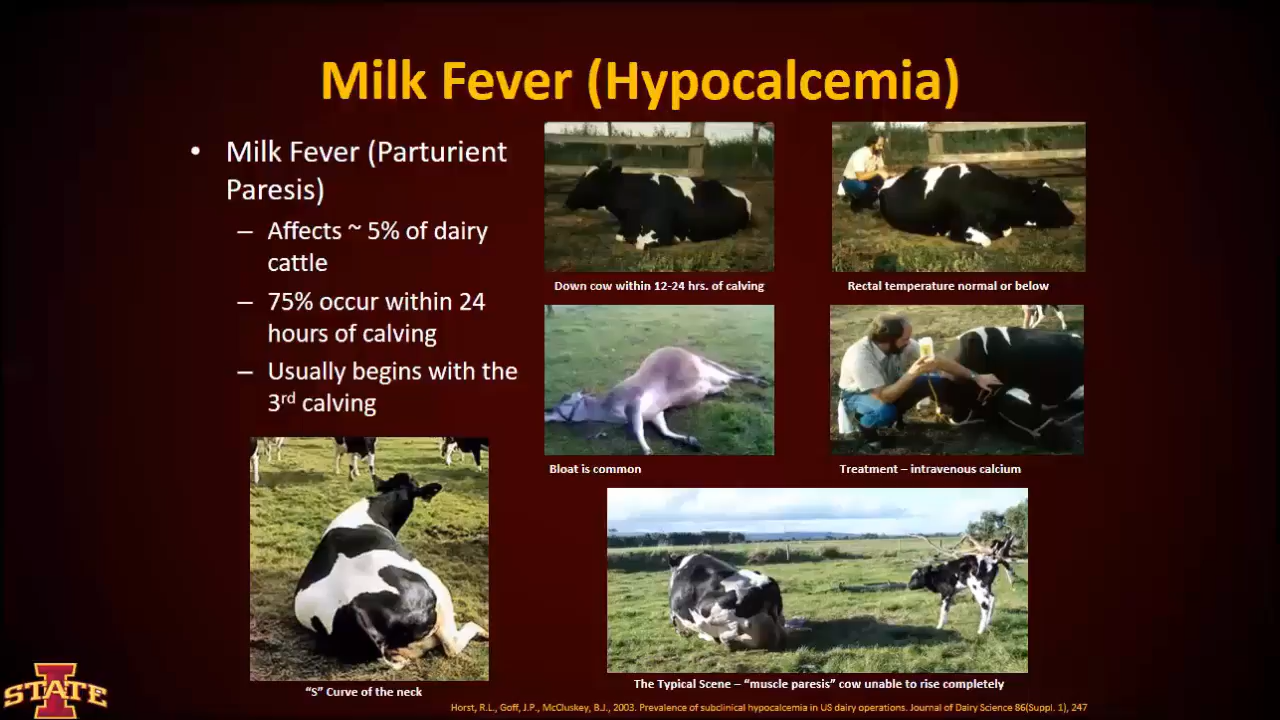 Milk Fever (Hypocalcemia)
• Milk Fever (Parturient
Paresis)
– Affects ~ 5% of dairy
cattle
– 75% occur within 24
hours of calving
– Usually begins with the
3rd calving
Down cow within 12-24 hrs. of calving
Rectal temperature normal or below
Bloat is common
Treatment – intravenous calcium
"S" Curve of the neck
The Typical Scene – "muscle paresis" cow unable to rise completely
Horst, R.L., Goff, J.P., McCluskey, B.J., 2003. Prevalence of subclinical hypocalcemia in US dairy operations. Journal of Dairy Science 86(Suppl. 1), 247
I
STATE